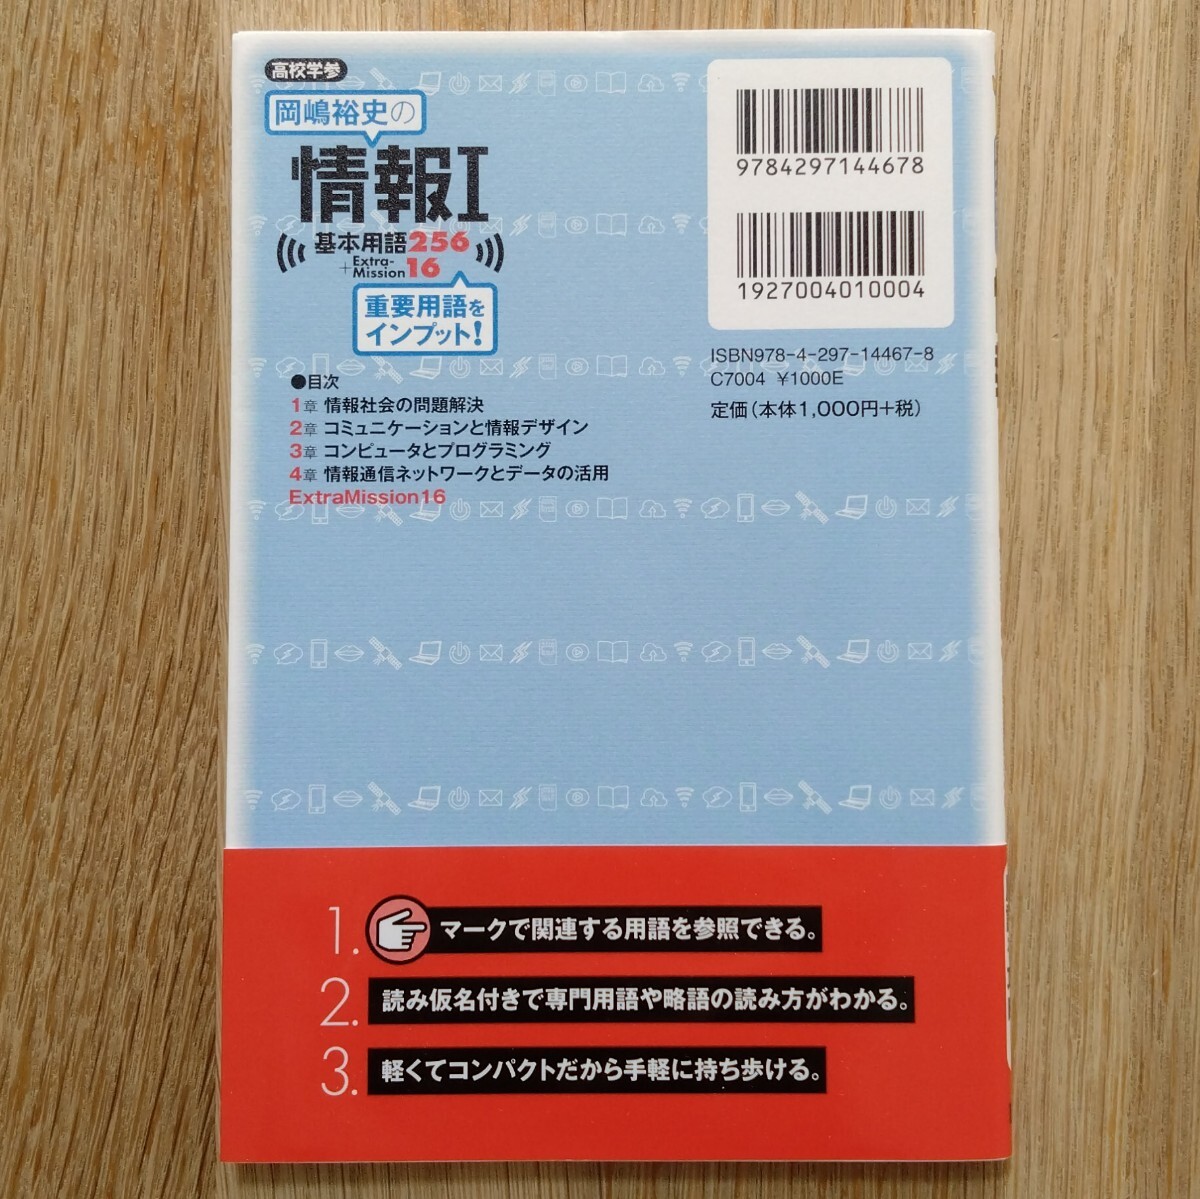 高校学参
岡嶋裕史の
情報I
基本用語256
+Extra-Mission16
重要用語を
インプット!
●目次
1章 情報社会の問題解決
2章 コミュニケーションと情報デザイン
3章 コンピュータとプログラミング
4章 情報通信ネットワークとデータの活用
ExtraMission16
9784297144678
1927004010004
ISBN978-4-297-14467-8
C7004 ¥1000E
定価(本体1,000円+税)
1. マークで関連する用語を参照できる。
2. 読み仮名付きで専門用語や略語の読み方がわかる。
3. 軽くてコンパクトだから手軽に持ち歩ける。